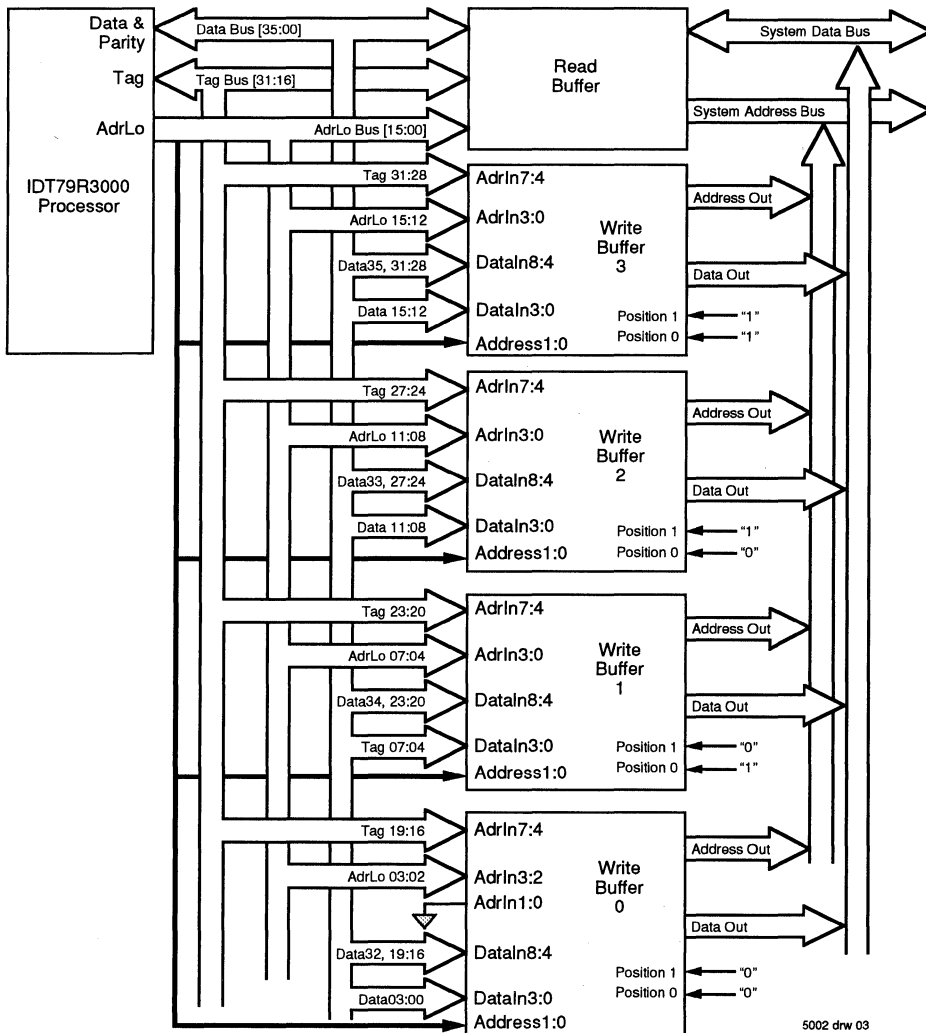 Data &
Parity
Tag
AdrLo
IDT79R3000
Processor
Data Bus [35:00]
Tag Bus [31:16]
AdrLo Bus [15:00]
Read
Buffer
System Data Bus
System Address Bus
Tag 31:28
AdrLo 15:12
Data35, 31:28
Data 15:12
AdrIn7:4
AdrIn3:0
DataIn8:4
DataIn3:0
Address1:0
Write
Buffer
3
Position 1
Position 0
"1"
"1"
Address Out
Data Out
Tag 27:24
AdrLo 11:08
Data33, 27:24
Data 11:08
AdrIn7:4
AdrIn3:0
DataIn8:4
DataIn3:0
Address1:0
Write
Buffer
2
Position 1
Position 0
"1"
"0"
Address Out
Data Out
Tag 23:20
AdrLo 07:04
Data34, 23:20
Tag 07:04
AdrIn7:4
AdrIn3:0
DataIn8:4
DataIn3:0
Address1:0
Write
Buffer
1
Position 1
Position 0
"0"
"1"
Address Out
Data Out
Tag 19:16
AdrLo 03:02
Data32, 19:16
Data03:00
AdrIn7:4
AdrIn3:2
AdrIn1:0
DataIn8:4
DataIn3:0
Address1:0
Write
Buffer
0
Position 1
Position 0
"0"
"0"
Address Out
Data Out
5002 drw 03